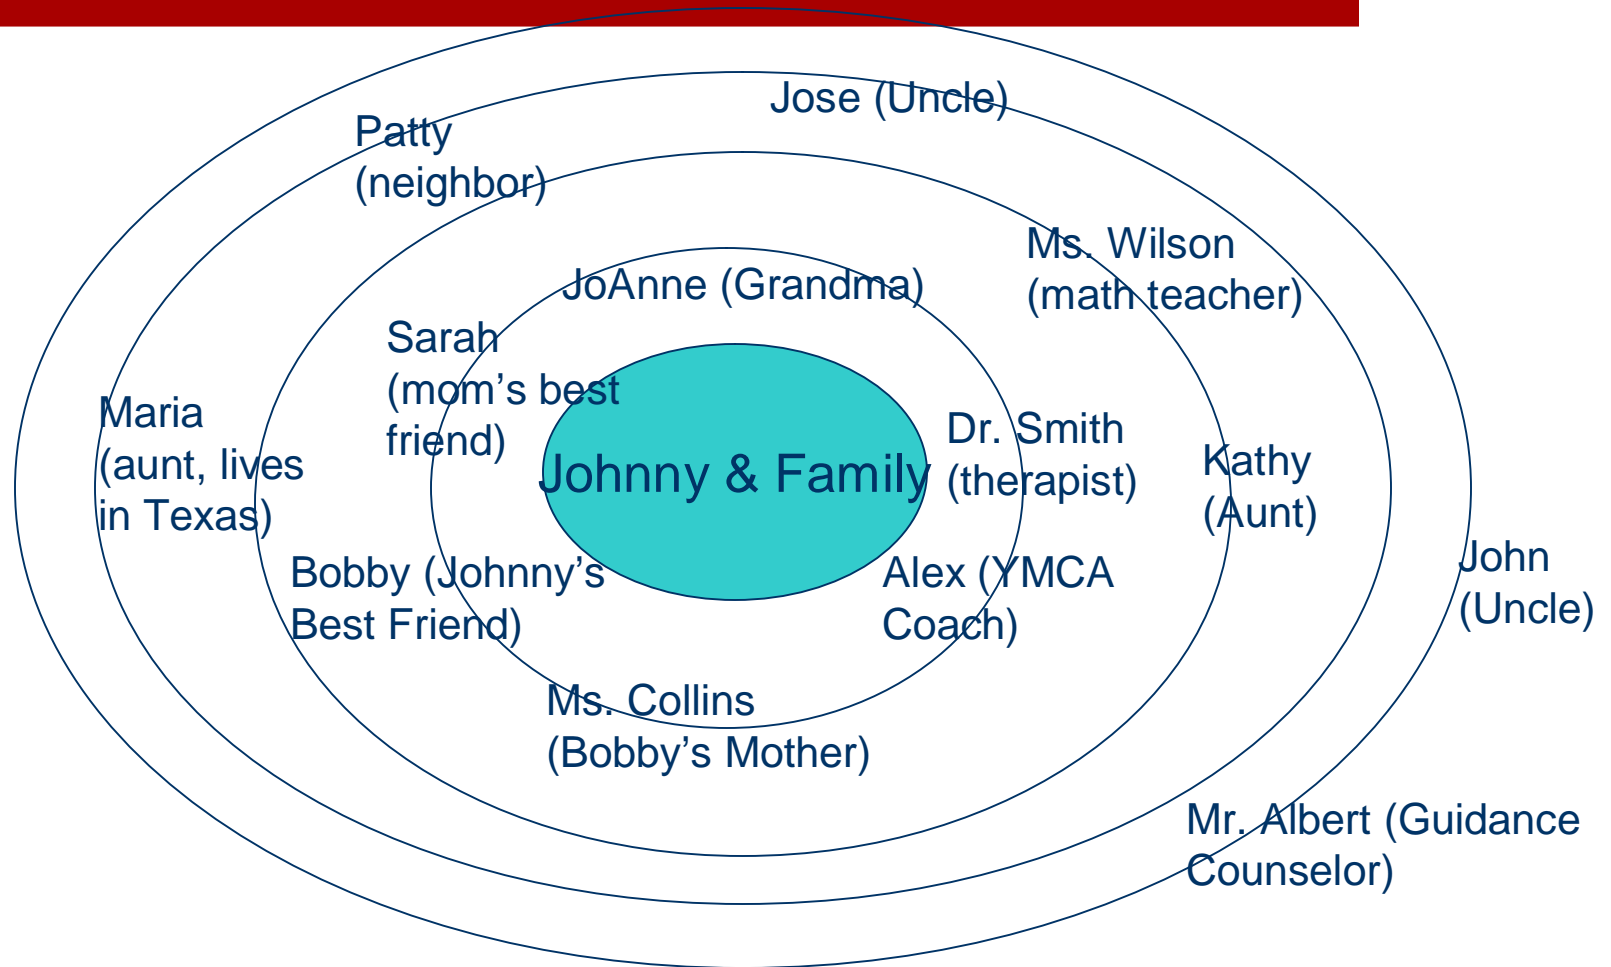 Jose (Uncle)
Patty
(neighbor)
Ms. Wilson
(math teacher)
JoAnne (Grandma)
Sarah
(mom’s best
friend)
Maria
(aunt, lives
in Texas)
Johnny & Family
Dr. Smith
(therapist)
Kathy
(Aunt)
Bobby (Johnny’s
Best Friend)
Alex (YMCA
Coach)
John
(Uncle)
Ms. Collins
(Bobby’s Mother)
Mr. Albert (Guidance
Counselor)